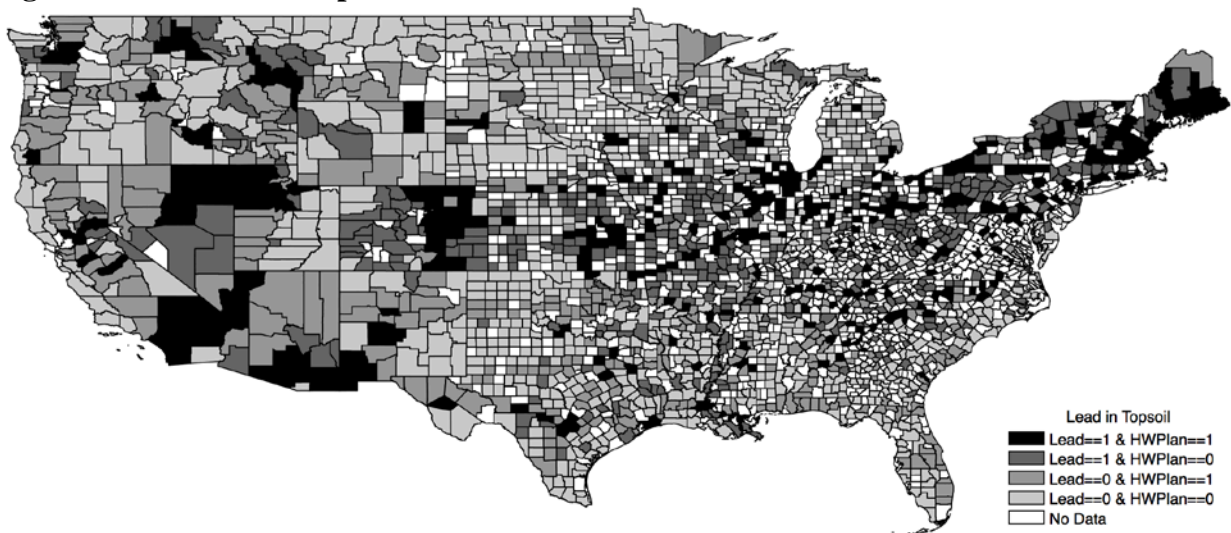 Lead in Topsoil
Lead==1 & HWPlan==1
Lead==1 & HWPlan==0
Lead==0 & HWPlan==1
Lead==0 & HWPlan==0
No Data